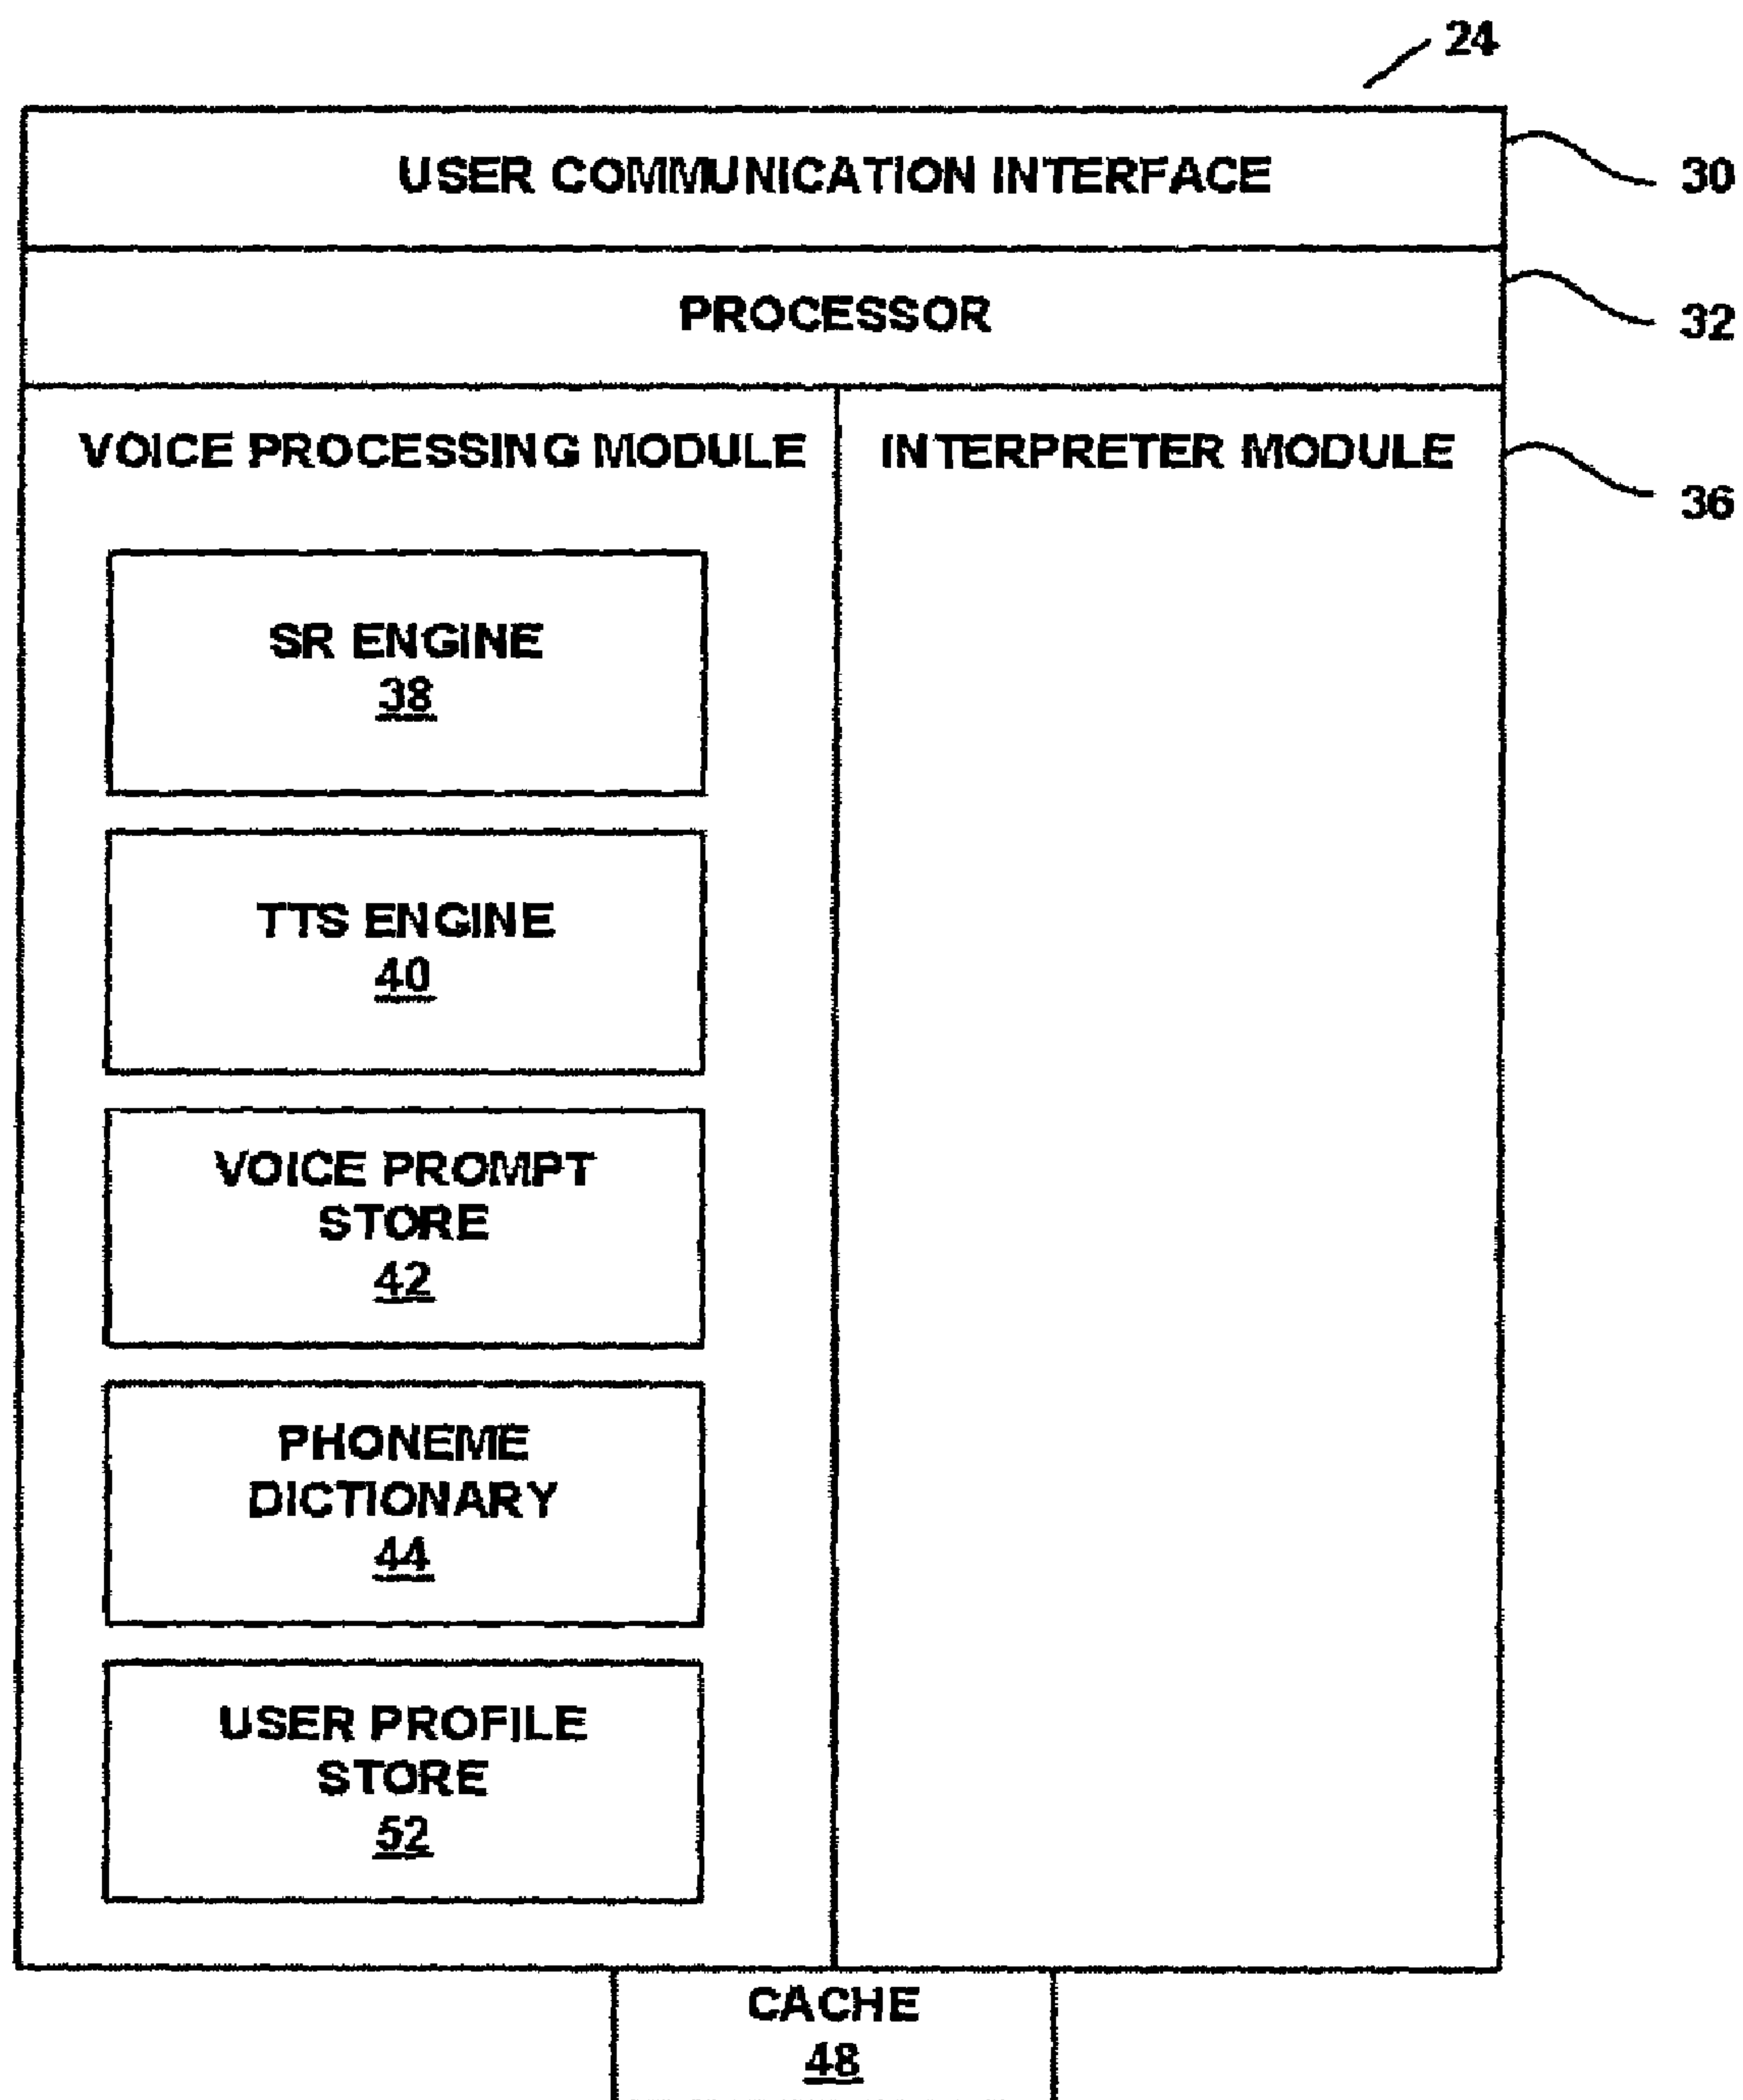 24
USER COMMUNICATION INTERFACE
30
PROCESSOR
32
VOICE PROCESSING MODULE
INTERPRETER MODULE
36
SR ENGINE
38
TTS ENGINE
40
VOICE PROMPT
STORE
42
PHONEME
DICTIONARY
44
USER PROFILE
STORE
52
CACHE
48